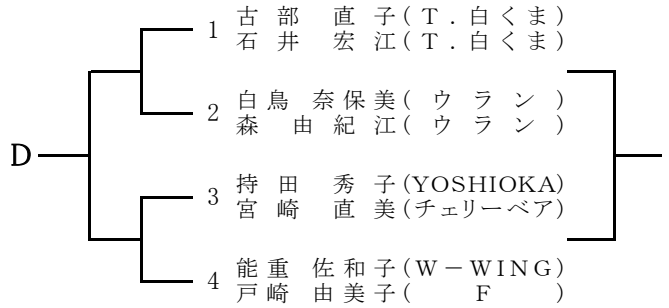 1 古部 直子(T.白くま)
石井 宏江(T.白くま)
2 白鳥 奈保美(ウラン)
森 由紀江(ウラン)
D
3 持田 秀子(YOSHIOKA)
宮崎 直美(チェリーベア)
4 能重 佐和子(W－WING)
戸崎 由美子(F)